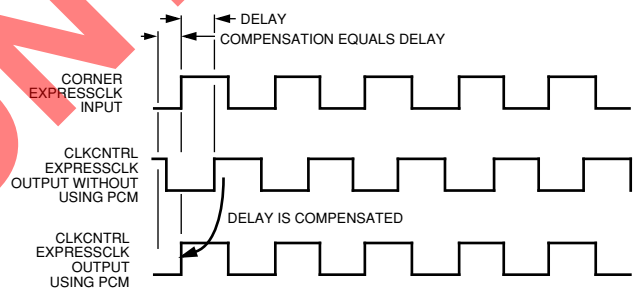 DELAY
COMPENSATION EQUALS DELAY
CORNER
EXPRESSCLK
INPUT
CLKCNTRL
EXPRESSCLK
OUTPUT WITHOUT
USING PCM
DELAY IS COMPENSATED
CLKCNTRL
EXPRESSCLK
OUTPUT
USING PCM